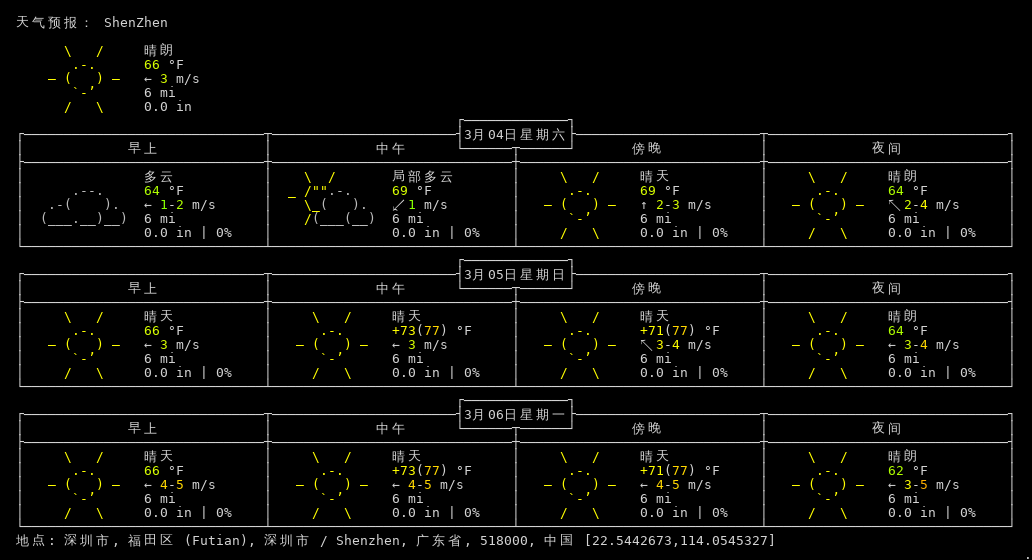 天气预报： ShenZhen
晴朗
66 °F
← 3 m/s
6 mi
0.0 in
3月04日星期六
早上 中午 傍晚 夜间
多云 局部多云 晴天 晴朗
64 °F 69 °F 69 °F 64 °F
← 1-2 m/s ↙ 1 m/s ↑ 2-3 m/s ↖ 2-4 m/s
6 mi 6 mi 6 mi 6 mi
0.0 in | 0% 0.0 in | 0% 0.0 in | 0% 0.0 in | 0%
3月05日星期日
早上 中午 傍晚 夜间
晴天 晴天 晴天 晴朗
66 °F +73(77) °F +71(77) °F 64 °F
← 3 m/s ← 3 m/s ↖ 3-4 m/s ← 3-4 m/s
6 mi 6 mi 6 mi 6 mi
0.0 in | 0% 0.0 in | 0% 0.0 in | 0% 0.0 in | 0%
3月06日星期一
早上 中午 傍晚 夜间
晴天 晴天 晴天 晴朗
66 °F +73(77) °F +71(77) °F 62 °F
← 4-5 m/s ← 4-5 m/s ← 4-5 m/s ← 3-5 m/s
6 mi 6 mi 6 mi 6 mi
0.0 in | 0% 0.0 in | 0% 0.0 in | 0% 0.0 in | 0%
地点: 深圳市, 福田区 (Futian), 深圳市 / Shenzhen, 广东省, 518000, 中国 [22.5442673,114.0545327]